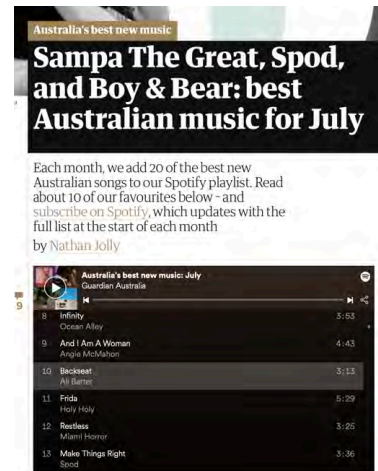 Australia's best new music
Sampa The Great, Spod,
and Boy & Bear: best
Australian music for July
Each month, we add 20 of the best new
Australian songs to our Spotify playlist. Read
about 10 of our favourites below - and
subscribe on Spotify, which updates with the
full list at the start of each month
by Nathan Jolly
9
Australia's best new music: July
Guardian Australia
8 Infinity 3:53
Ocean Alley
9 And I Am A Woman 4:43
Angie McMahon
10 Backseat 3:13
Ali Barter
11 Frida 5:29
Holy Holy
12 Restless 3:25
Miami Horror
13 Make Things Right 3:36
Spod